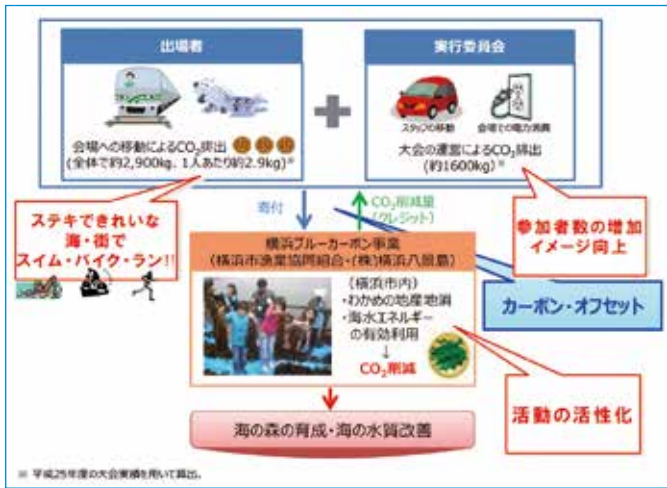 出場者
会場への移動によるCO₂排出
(全体で約2,900kg、1人あたり約2.9kg)※
実行委員会
スタッフの移動
会場での電力消費
大会の運営によるCO₂排出
(約1600kg)※
ステキできれいな
海・街で
スイム・バイク・ラン!!
寄付
CO₂削減量
(クレジット)
参加者数の増加
イメージ向上
横浜ブルーカーボン事業
(横浜市漁業協同組合・(株)横浜八景島)
(横浜市内)
・わかめの地産地消
・海水エネルギー
の有効利用
↓
CO₂削減
カーボン・オフセット
活動の活性化
海の森の育成・海の水質改善
※ 平成25年度の大会実績を用いて算出。